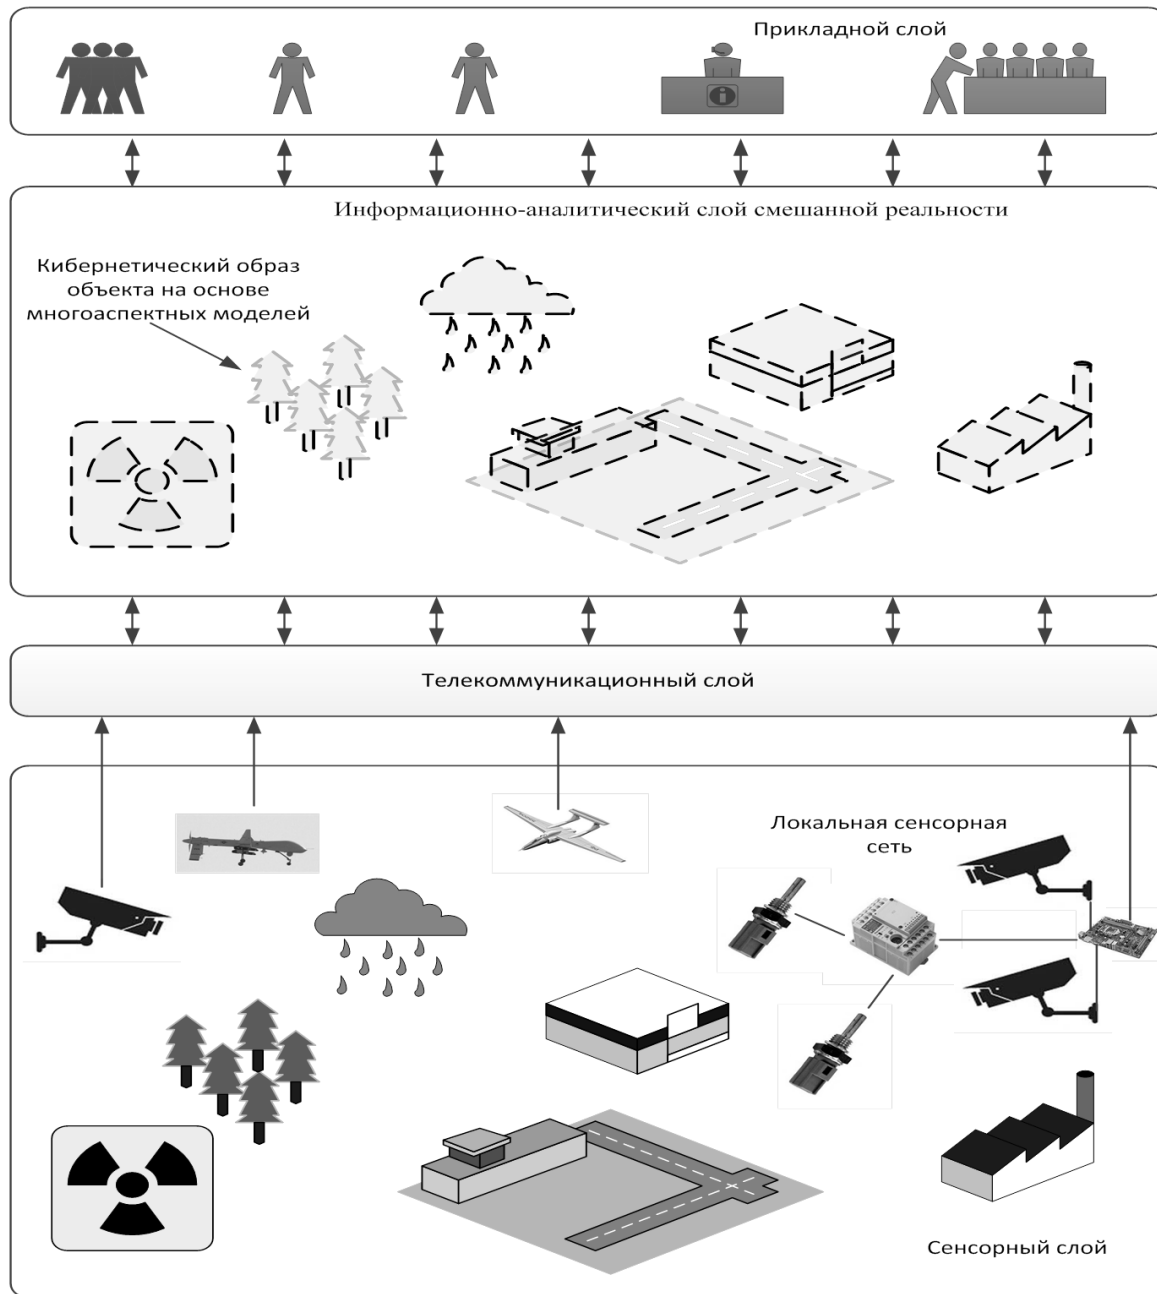 Прикладной слой
Информационно-аналитический слой смешанной реальности
Кибернетический образ
объекта на основе
многоаспектных моделей
Телекоммуникационный слой
Локальная сенсорная
сеть
Сенсорный слой